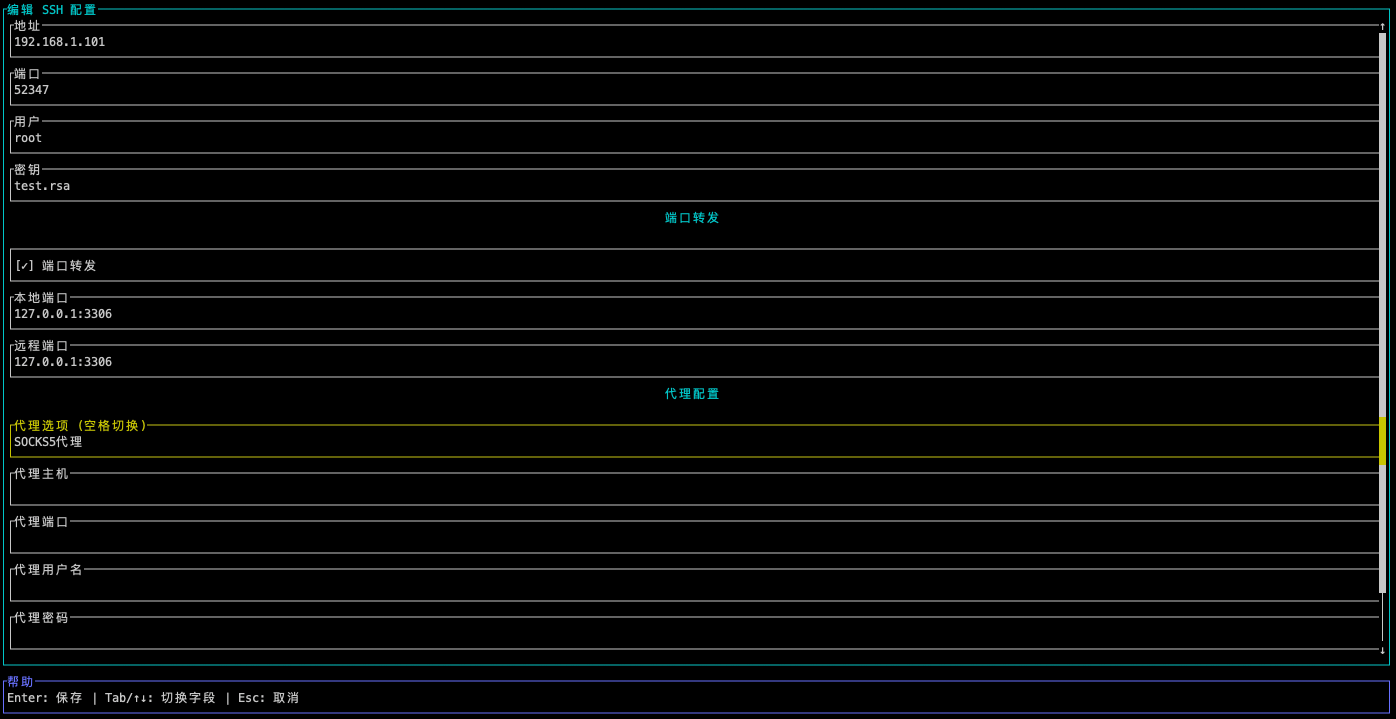 编辑 SSH 配置
地址
192.168.1.101
端口
52347
用户
root
密钥
test.rsa
端口转发
[✓] 端口转发
本地端口
127.0.0.1:3306
远程端口
127.0.0.1:3306
代理配置
代理选项 (空格切换)
SOCKS5代理
代理主机
代理端口
代理用户名
代理密码
帮助
Enter: 保存 | Tab/↑↓: 切换字段 | Esc: 取消